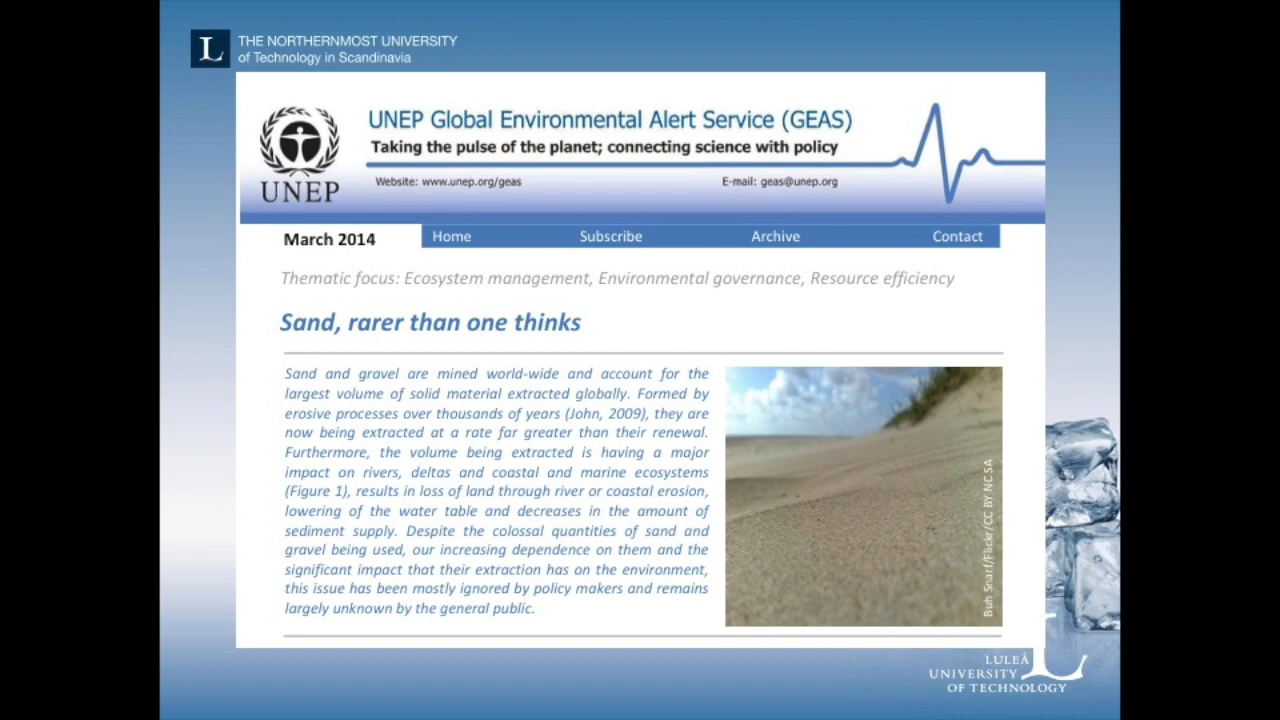 L
THE NORTHERNMOST UNIVERSITY
of Technology in Scandinavia
UNEP Global Environmental Alert Service (GEAS)
Taking the pulse of the planet; connecting science with policy
UNEP
Website: www.unep.org/geas
E-mail: geas@unep.org
March 2014
Home
Subscribe
Archive
Contact
Thematic focus: Ecosystem management, Environmental governance, Resource efficiency
Sand, rarer than one thinks
Sand and gravel are mined world-wide and account for the
largest volume of solid material extracted globally. Formed by
erosive processes over thousands of years (John, 2009), they are
now being extracted at a rate far greater than their renewal.
Furthermore, the volume being extracted is having a major
impact on rivers, deltas and coastal and marine ecosystems
(Figure 1), results in loss of land through river or coastal erosion,
lowering of the water table and decreases in the amount of
sediment supply. Despite the colossal quantities of sand and
gravel being used, our increasing dependence on them and the
significant impact that their extraction has on the environment,
this issue has been mostly ignored by policy makers and remains
largely unknown by the general public.
Buh Snarf/Flickr/CC BY NC SA
LULEÅ
UNIVERSITY
OF TECHNOLOGY
L